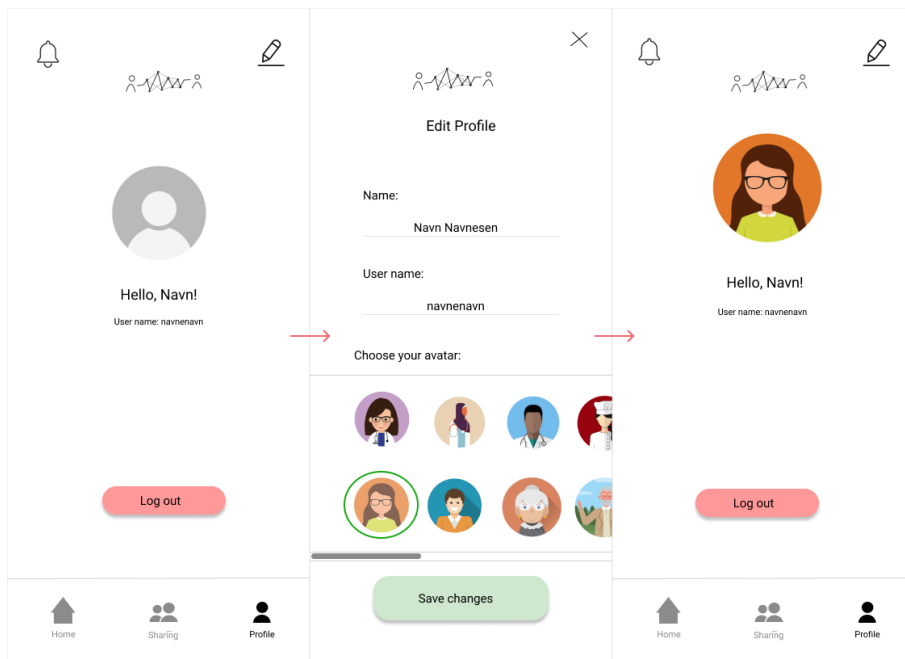 Hello, Navn!
User name: navnenavn
Log out
Home
Sharing
Profile
Edit Profile
Name:
Navn Navnesen
User name:
navnenavn
Choose your avatar:
Save changes
Hello, Navn!
User name: navnenavn
Log out
Home
Sharing
Profile